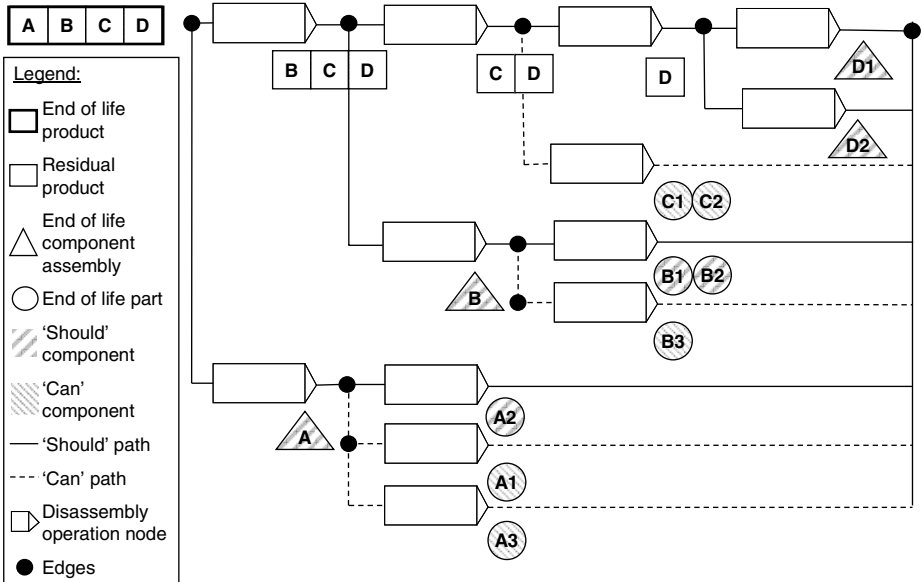 A B C D
Legend:
End of life
product
Residual
product
End of life
component
assembly
End of life part
‘Should’
component
‘Can’
component
‘Should’ path
‘Can’ path
Disassembly
operation node
Edges
B C D
C D
D
D1
D2
C1 C2
B
B1 B2
B3
A
A2
A1
A3